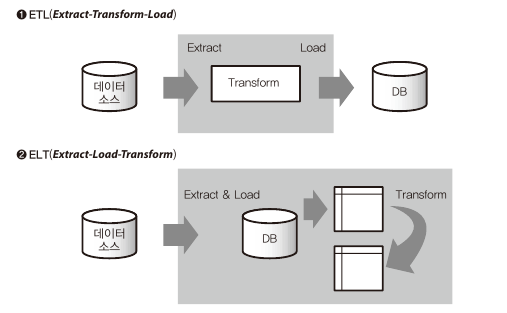 ❶ ETL(Extract-Transform-Load)
Extract Load
데이터
소스
Transform
DB
❷ ELT(Extract-Load-Transform)
Extract & Load Transform
데이터
소스
DB